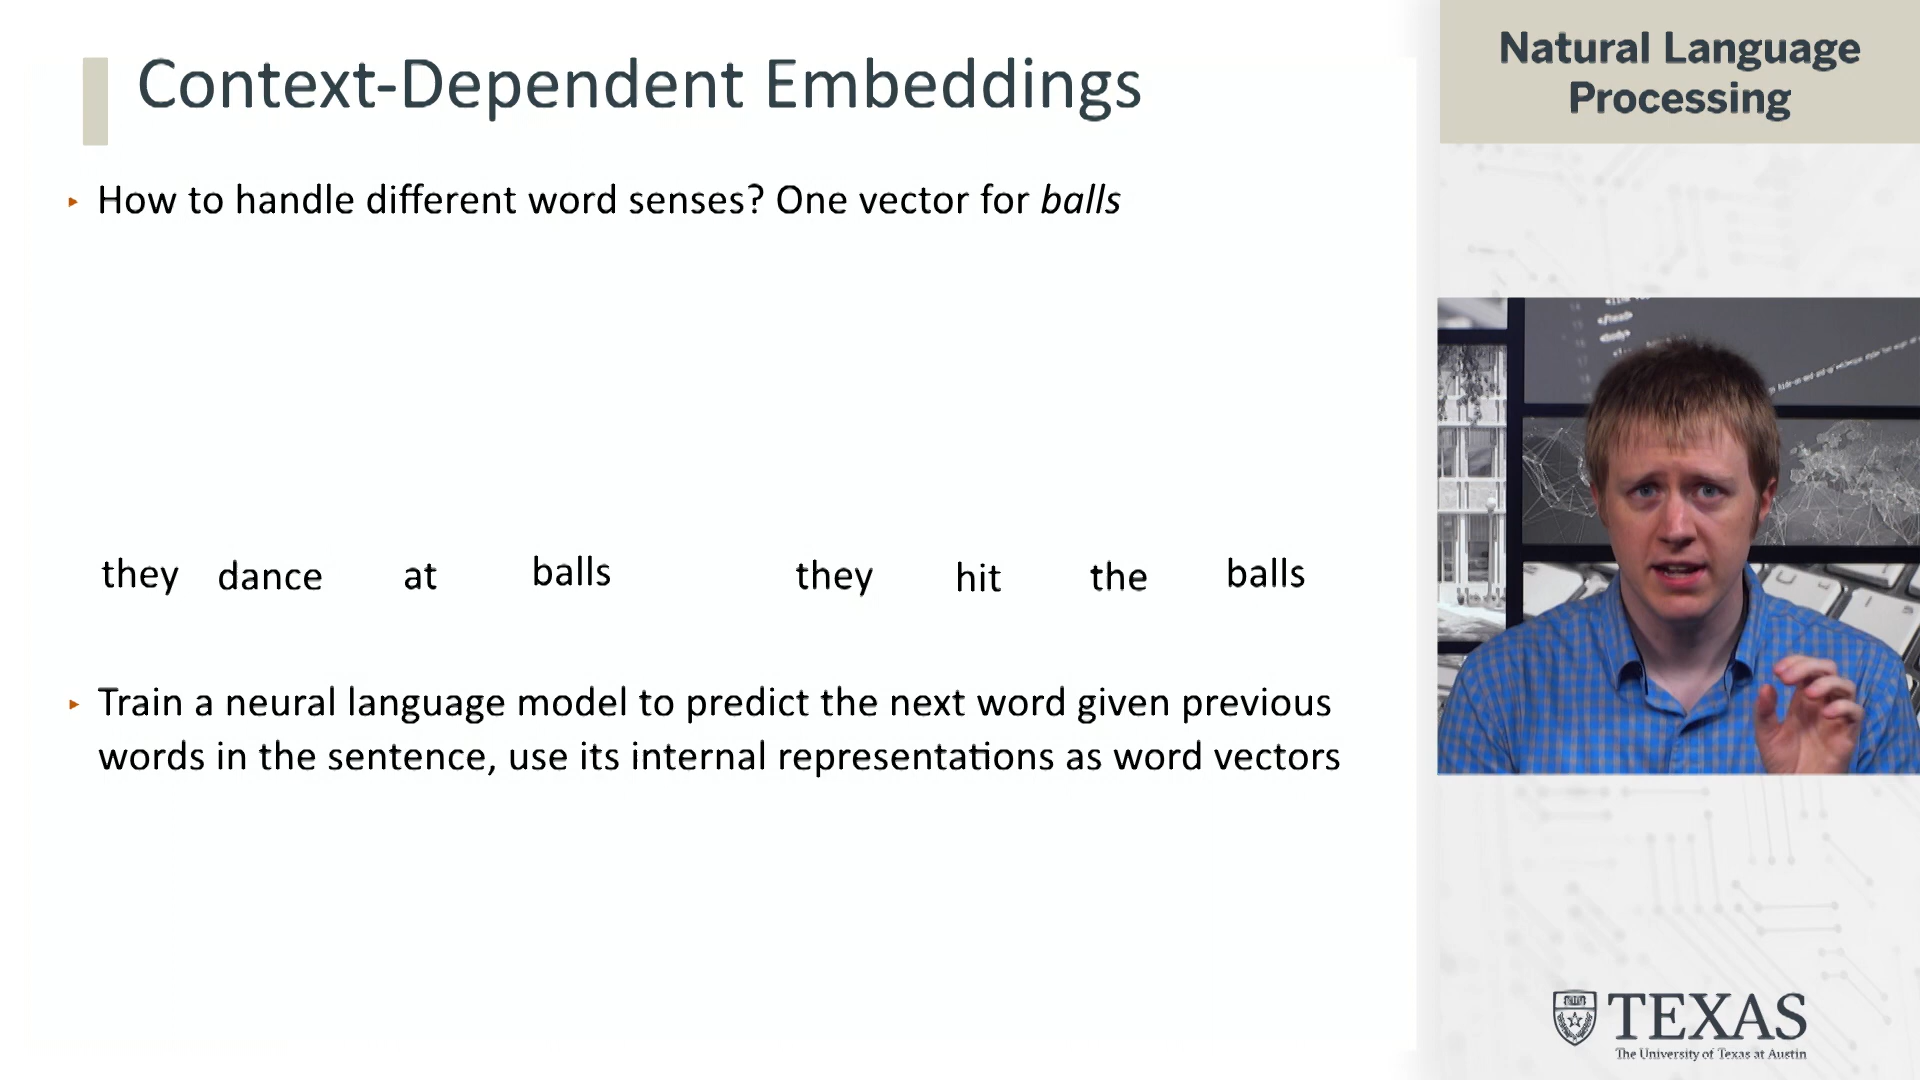 Context-Dependent Embeddings
Natural Language
Processing
How to handle different word senses? One vector for balls
they dance at balls they hit the balls
Train a neural language model to predict the next word given previous
words in the sentence, use its internal representations as word vectors
TEXAS
The University of Texas at Austin